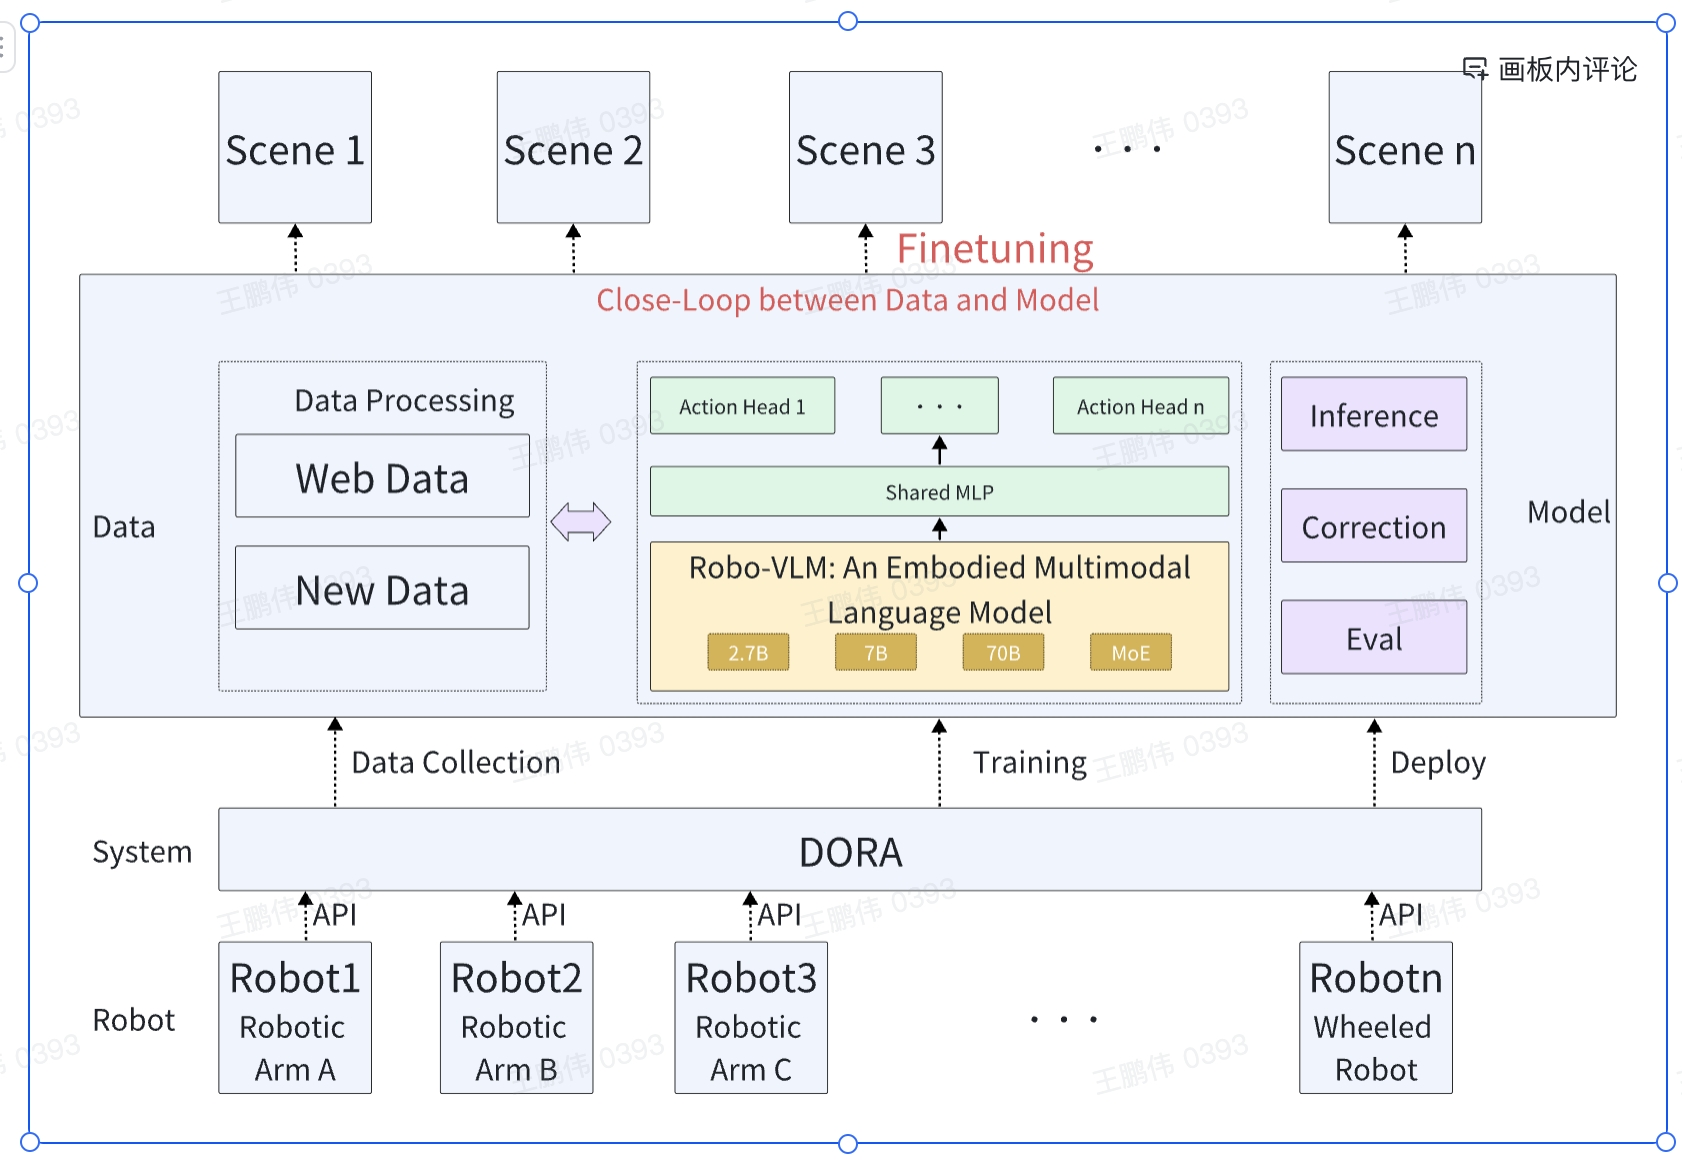 画板内评论
Scene 1
Scene 2
Scene 3
. . .
Scene n
Finetuning
Close-Loop between Data and Model
Data
Data Processing
Web Data
New Data
Action Head 1
. . .
Action Head n
Shared MLP
Robo-VLM: An Embodied Multimodal
Language Model
2.7B
7B
70B
MoE
Inference
Correction
Eval
Model
Data Collection
Training
Deploy
System
DORA
API
API
API
API
Robot
Robot1
Robotic
Arm A
Robot2
Robotic
Arm B
Robot3
Robotic
Arm C
. . .
Robotn
Wheeled
Robot
王鹏伟 0393